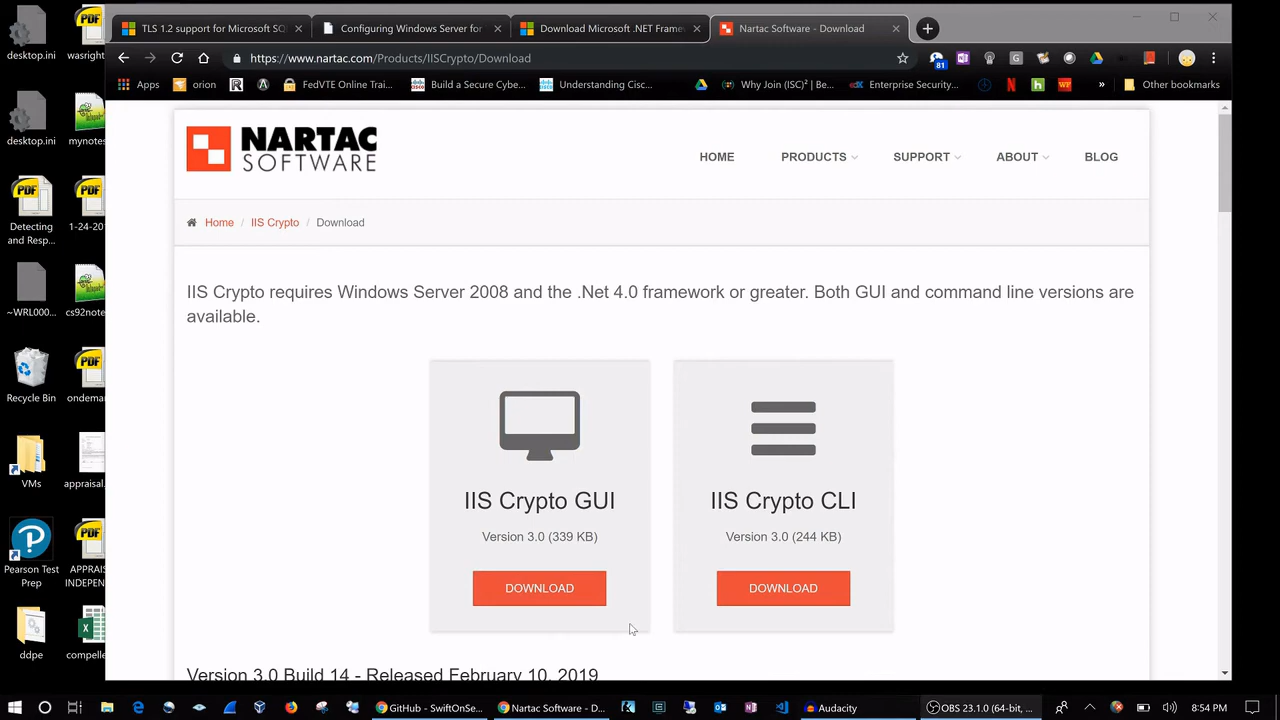 desktop.ini
wasright
desktop.ini
mynotes
PDF
Detecting
and Resp...
PDF
1-24-201
~WRL000...
cs92note
Recycle Bin
PDF
ondemar
VMs
appraisal.
Pearson Test
Prep
PDF
APPRAIS
INDEPEN
ddpe
compelle
TLS 1.2 support for Microsoft SQ
Configuring Windows Server for
Download Microsoft .NET Framew
Nartac Software - Download
https://www.nartac.com/Products/IISCrypto/Download
81
Apps
orion
FedVTE Online Trai...
Build a Secure Cybe...
Understanding Cisc...
Why Join (ISC)² | Be...
Enterprise Security...
Other bookmarks
NARTAC
SOFTWARE
HOME
PRODUCTS
SUPPORT
ABOUT
BLOG
Home / IIS Crypto / Download
IIS Crypto requires Windows Server 2008 and the .Net 4.0 framework or greater. Both GUI and command line versions are
available.
IIS Crypto GUI
Version 3.0 (339 KB)
DOWNLOAD
IIS Crypto CLI
Version 3.0 (244 KB)
DOWNLOAD
Version 3.0 Build 14 - Released February 10, 2019
GitHub - SwiftOnSe...
Nartac Software - D...
Audacity
OBS 23.1.0 (64-bit, ...
8:54 PM